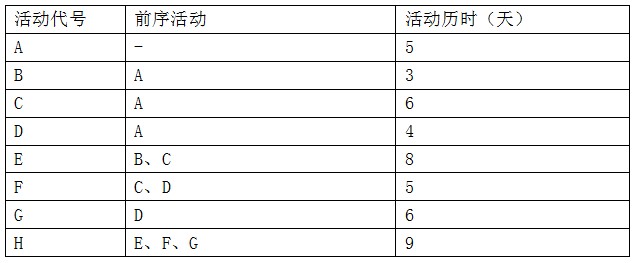 活动代号 前序活动 活动历时（天）
A - 5
B A 3
C A 6
D A 4
E B、C 8
F C、D 5
G D 6
H E、F、G 9